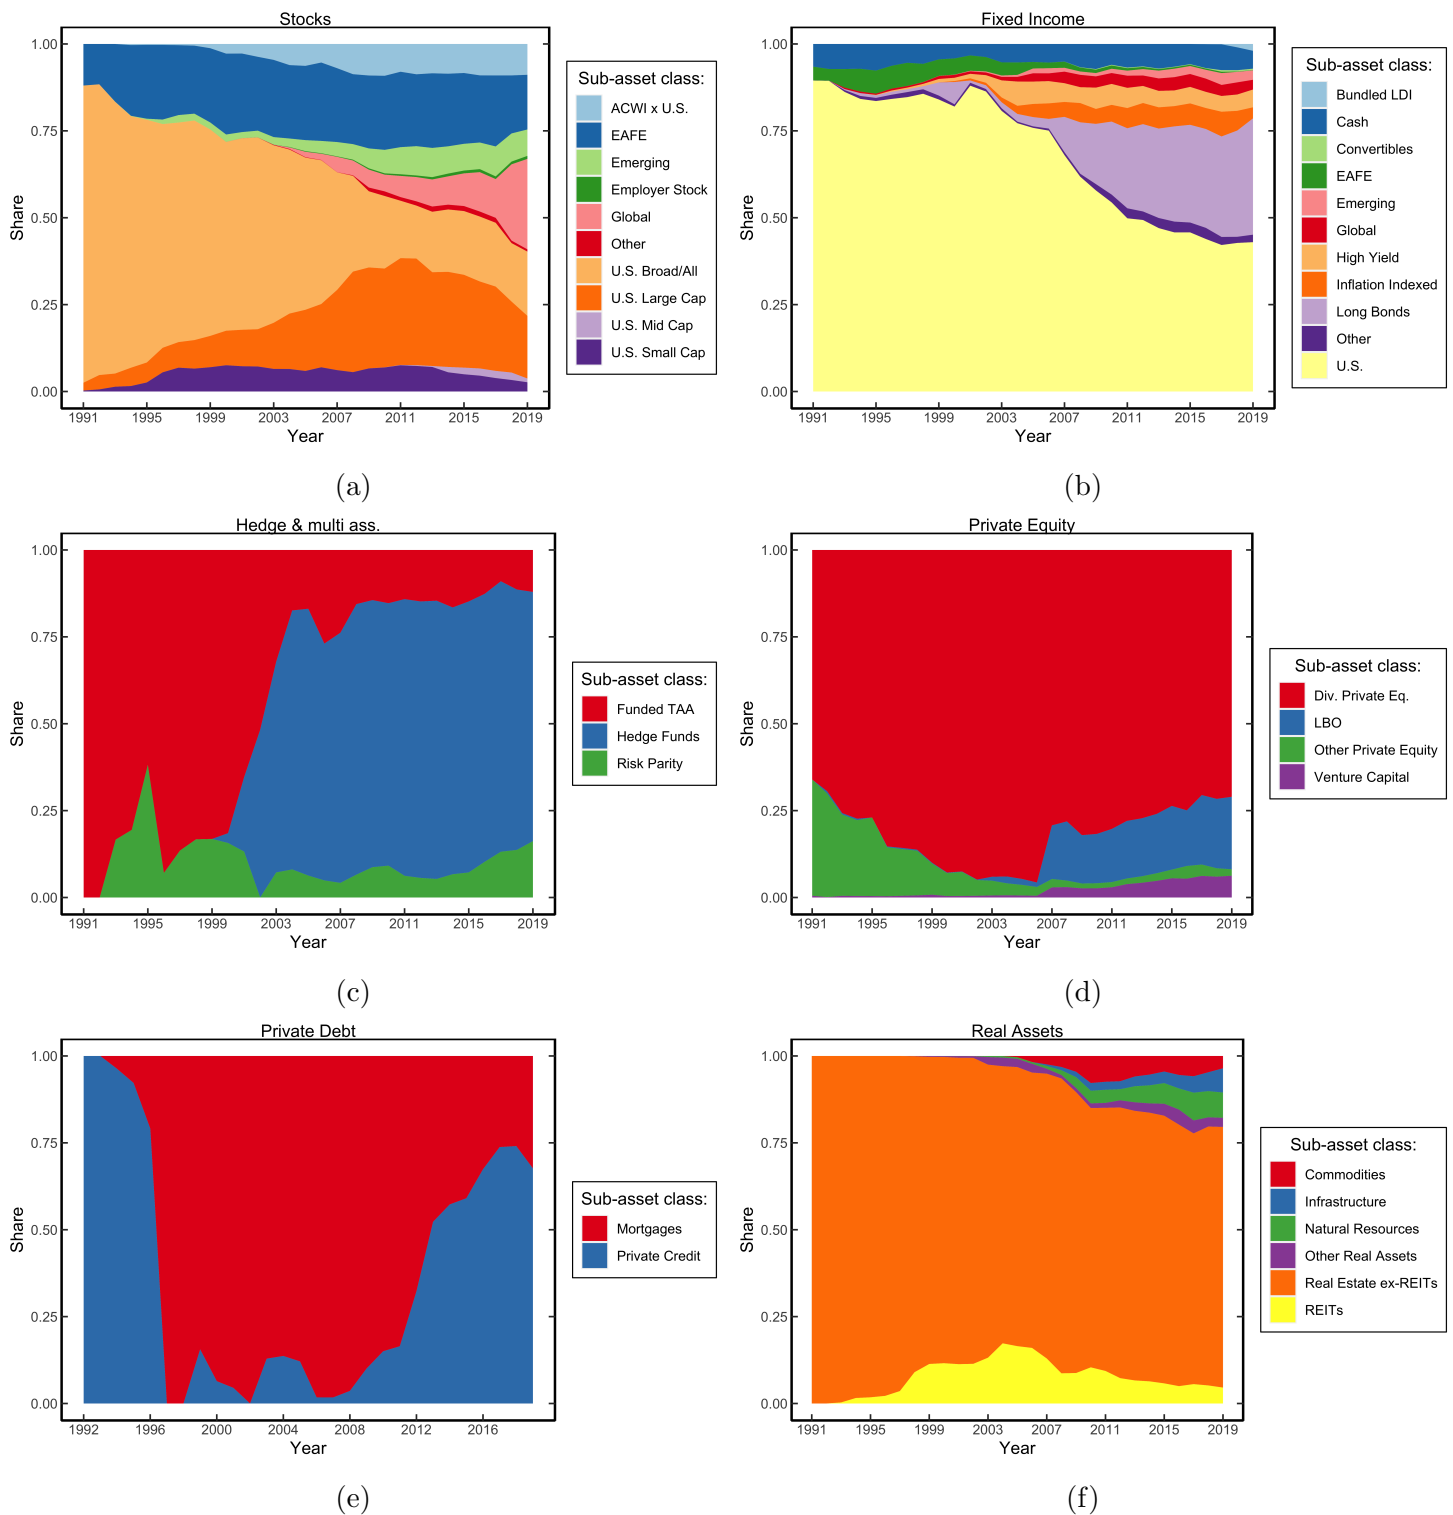 Stocks
1.00
0.75
0.50
0.25
0.00
Share
1991 1995 1999 2003 2007 2011 2015 2019
Year
Sub-asset class:
ACWI x U.S.
EAFE
Emerging
Employer Stock
Global
Other
U.S. Broad/All
U.S. Large Cap
U.S. Mid Cap
U.S. Small Cap
(a)
Fixed Income
1.00
0.75
0.50
0.25
0.00
Share
1991 1995 1999 2003 2007 2011 2015 2019
Year
Sub-asset class:
Bundled LDI
Cash
Convertibles
EAFE
Emerging
Global
High Yield
Inflation Indexed
Long Bonds
Other
U.S.
(b)
Hedge & multi ass.
1.00
0.75
0.50
0.25
0.00
Share
1991 1995 1999 2003 2007 2011 2015 2019
Year
Sub-asset class:
Funded TAA
Hedge Funds
Risk Parity
(c)
Private Equity
1.00
0.75
0.50
0.25
0.00
Share
1991 1995 1999 2003 2007 2011 2015 2019
Year
Sub-asset class:
Div. Private Eq.
LBO
Other Private Equity
Venture Capital
(d)
Private Debt
1.00
0.75
0.50
0.25
0.00
Share
1992 1996 2000 2004 2008 2012 2016
Year
Sub-asset class:
Mortgages
Private Credit
(e)
Real Assets
1.00
0.75
0.50
0.25
0.00
Share
1991 1995 1999 2003 2007 2011 2015 2019
Year
Sub-asset class:
Commodities
Infrastructure
Natural Resources
Other Real Assets
Real Estate ex-REITs
REITs
(f)